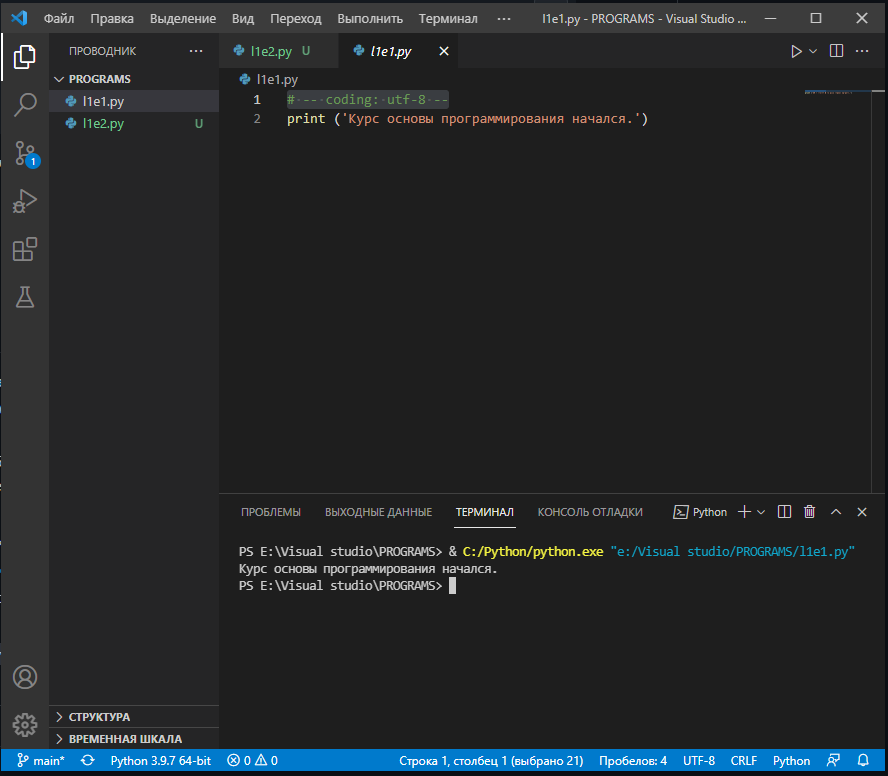 Файл Правка Выделение Вид Переход Выполнить Терминал ··· l1e1.py - PROGRAMS - Visual Studio ...
ПРОВОДНИК ···
PROGRAMS
l1e1.py
l1e2.py U
1
l1e2.py U l1e1.py
l1e1.py
1 # -- coding: utf-8 --
2 print ('Курс основы программирования начался.')
ПРОБЛЕМЫ ВЫХОДНЫЕ ДАННЫЕ ТЕРМИНАЛ КОНСОЛЬ ОТЛАДКИ Python
PS E:\Visual studio\PROGRAMS> & C:/Python/python.exe "e:/Visual studio/PROGRAMS/l1e1.py"
Курс основы программирования начался.
PS E:\Visual studio\PROGRAMS>
СТРУКТУРА
ВРЕМЕННАЯ ШКАЛА
main* Python 3.9.7 64-bit 0 0 Строка 1, столбец 1 (выбрано 21) Пробелов: 4 UTF-8 CRLF Python